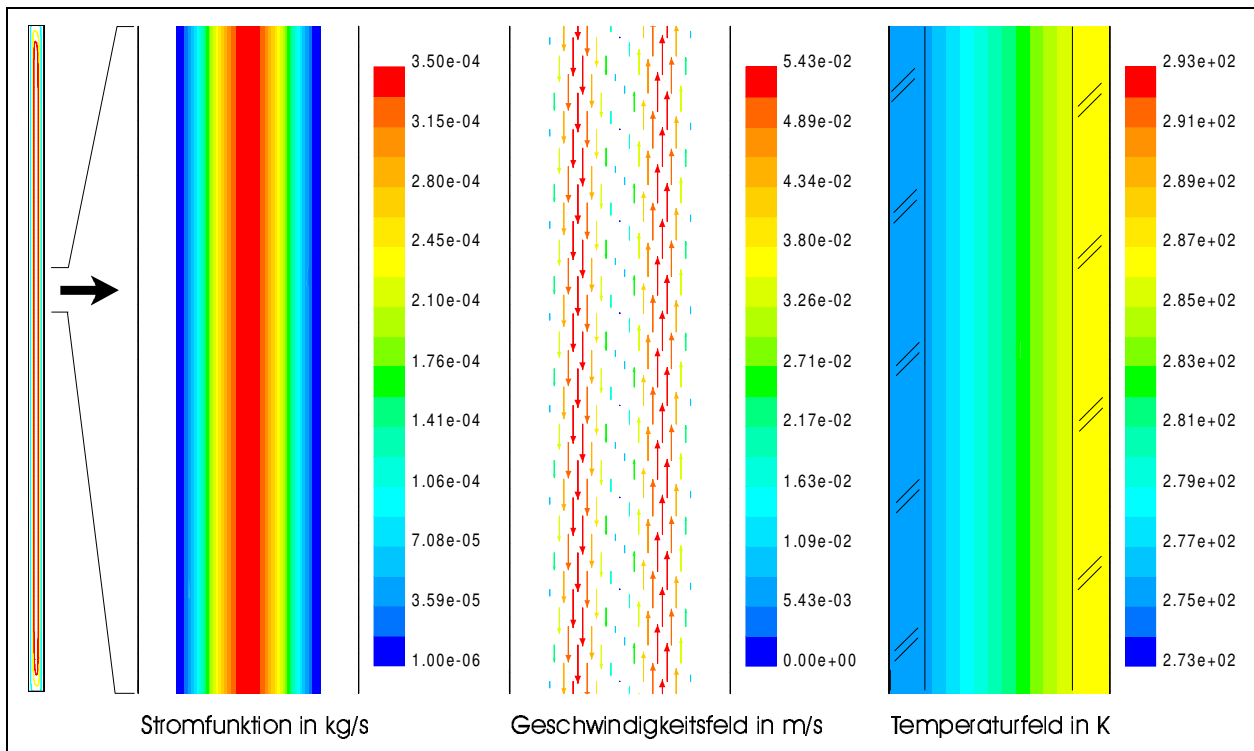 3.50e-04
3.15e-04
2.80e-04
2.45e-04
2.10e-04
1.76e-04
1.41e-04
1.06e-04
7.08e-05
3.59e-05
1.00e-06
Stromfunktion in kg/s
5.43e-02
4.89e-02
4.34e-02
3.80e-02
3.26e-02
2.71e-02
2.17e-02
1.63e-02
1.09e-02
5.43e-03
0.00e+00
Geschwindigkeitsfeld in m/s
2.93e+02
2.91e+02
2.89e+02
2.87e+02
2.85e+02
2.83e+02
2.81e+02
2.79e+02
2.77e+02
2.75e+02
2.73e+02
Temperaturfeld in K